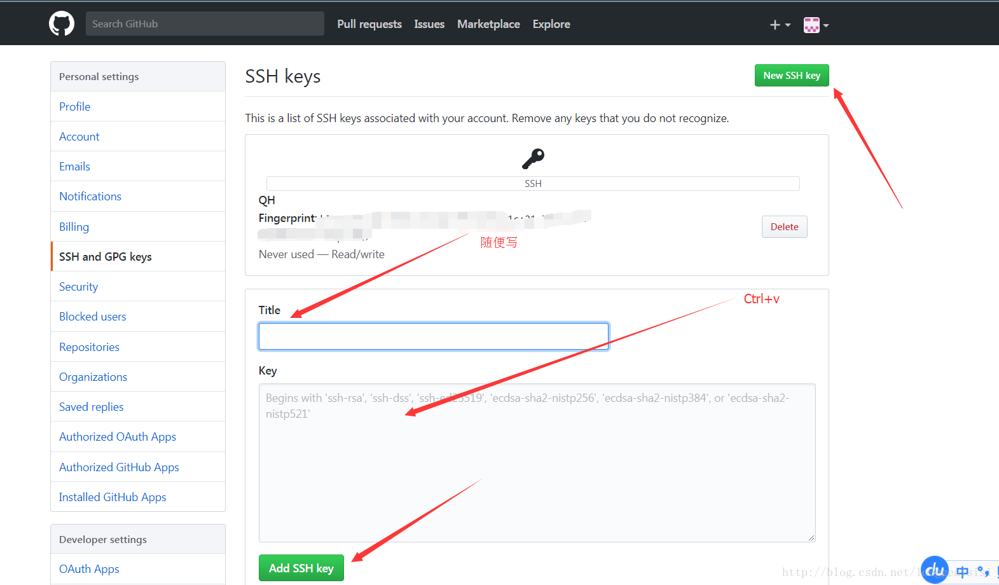 Search GitHub
Pull requests Issues Marketplace Explore
Personal settings
Profile
Account
Emails
Notifications
Billing
SSH and GPG keys
Security
Blocked users
Repositories
Organizations
Saved replies
Authorized OAuth Apps
Authorized GitHub Apps
Installed GitHub Apps
Developer settings
OAuth Apps
SSH keys
New SSH key
This is a list of SSH keys associated with your account. Remove any keys that you do not recognize.
SSH
QH
Fingerprint:
Delete
随便写
Never used — Read/write
Ctrl+v
Title
Key
Begins with 'ssh-rsa', 'ssh-dss', 'ssh-ed25519', 'ecdsa-sha2-nistp256', 'ecdsa-sha2-nistp384', or 'ecdsa-sha2-
nistp521'
Add SSH key
http://blog.csdn.net/
du 中